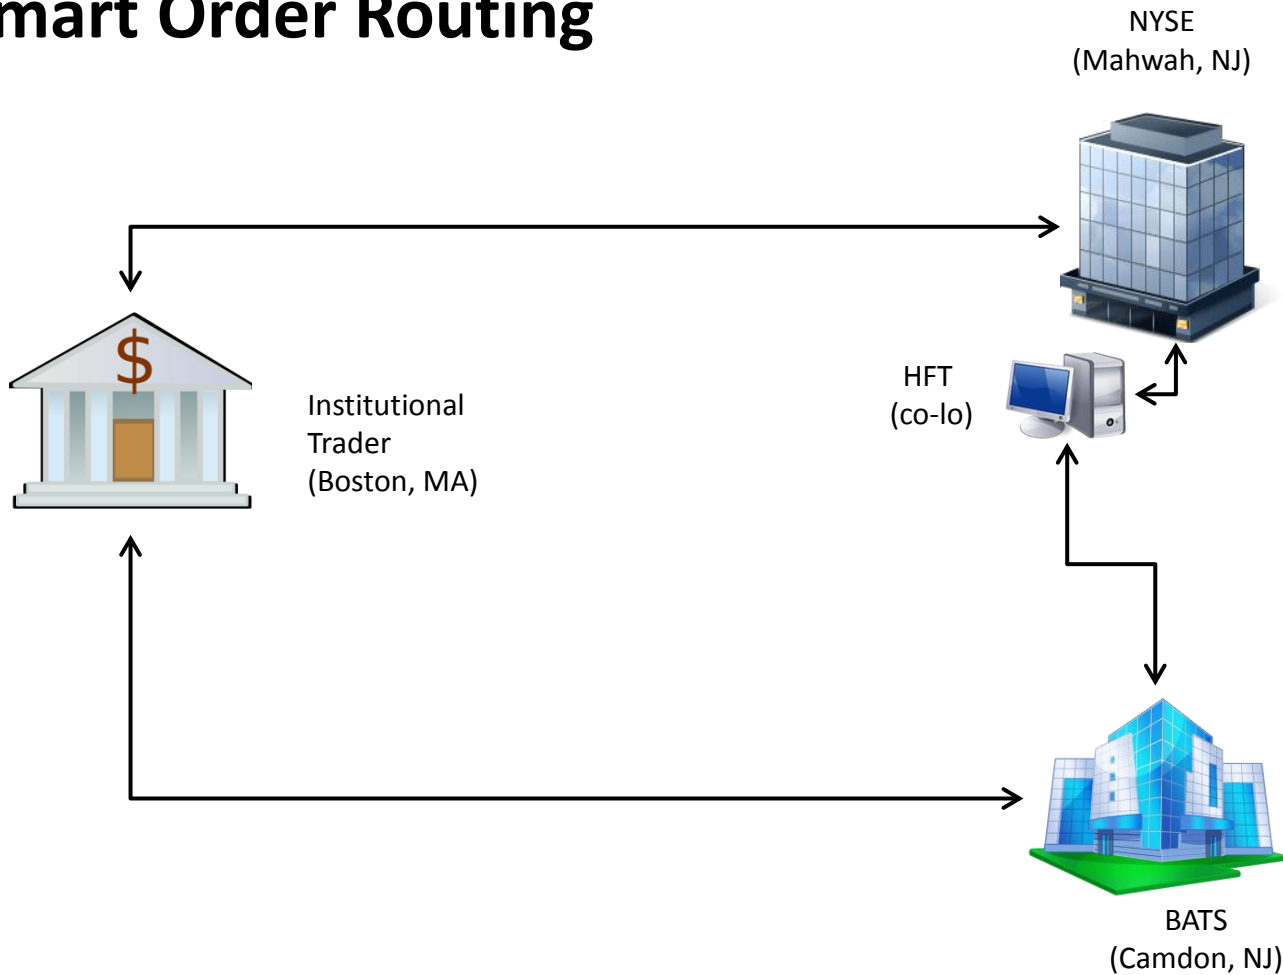 mart Order Routing
NYSE
(Mahwah, NJ)
$
Institutional
Trader
(Boston, MA)
HFT
(co-lo)
BATS
(Camdon, NJ)